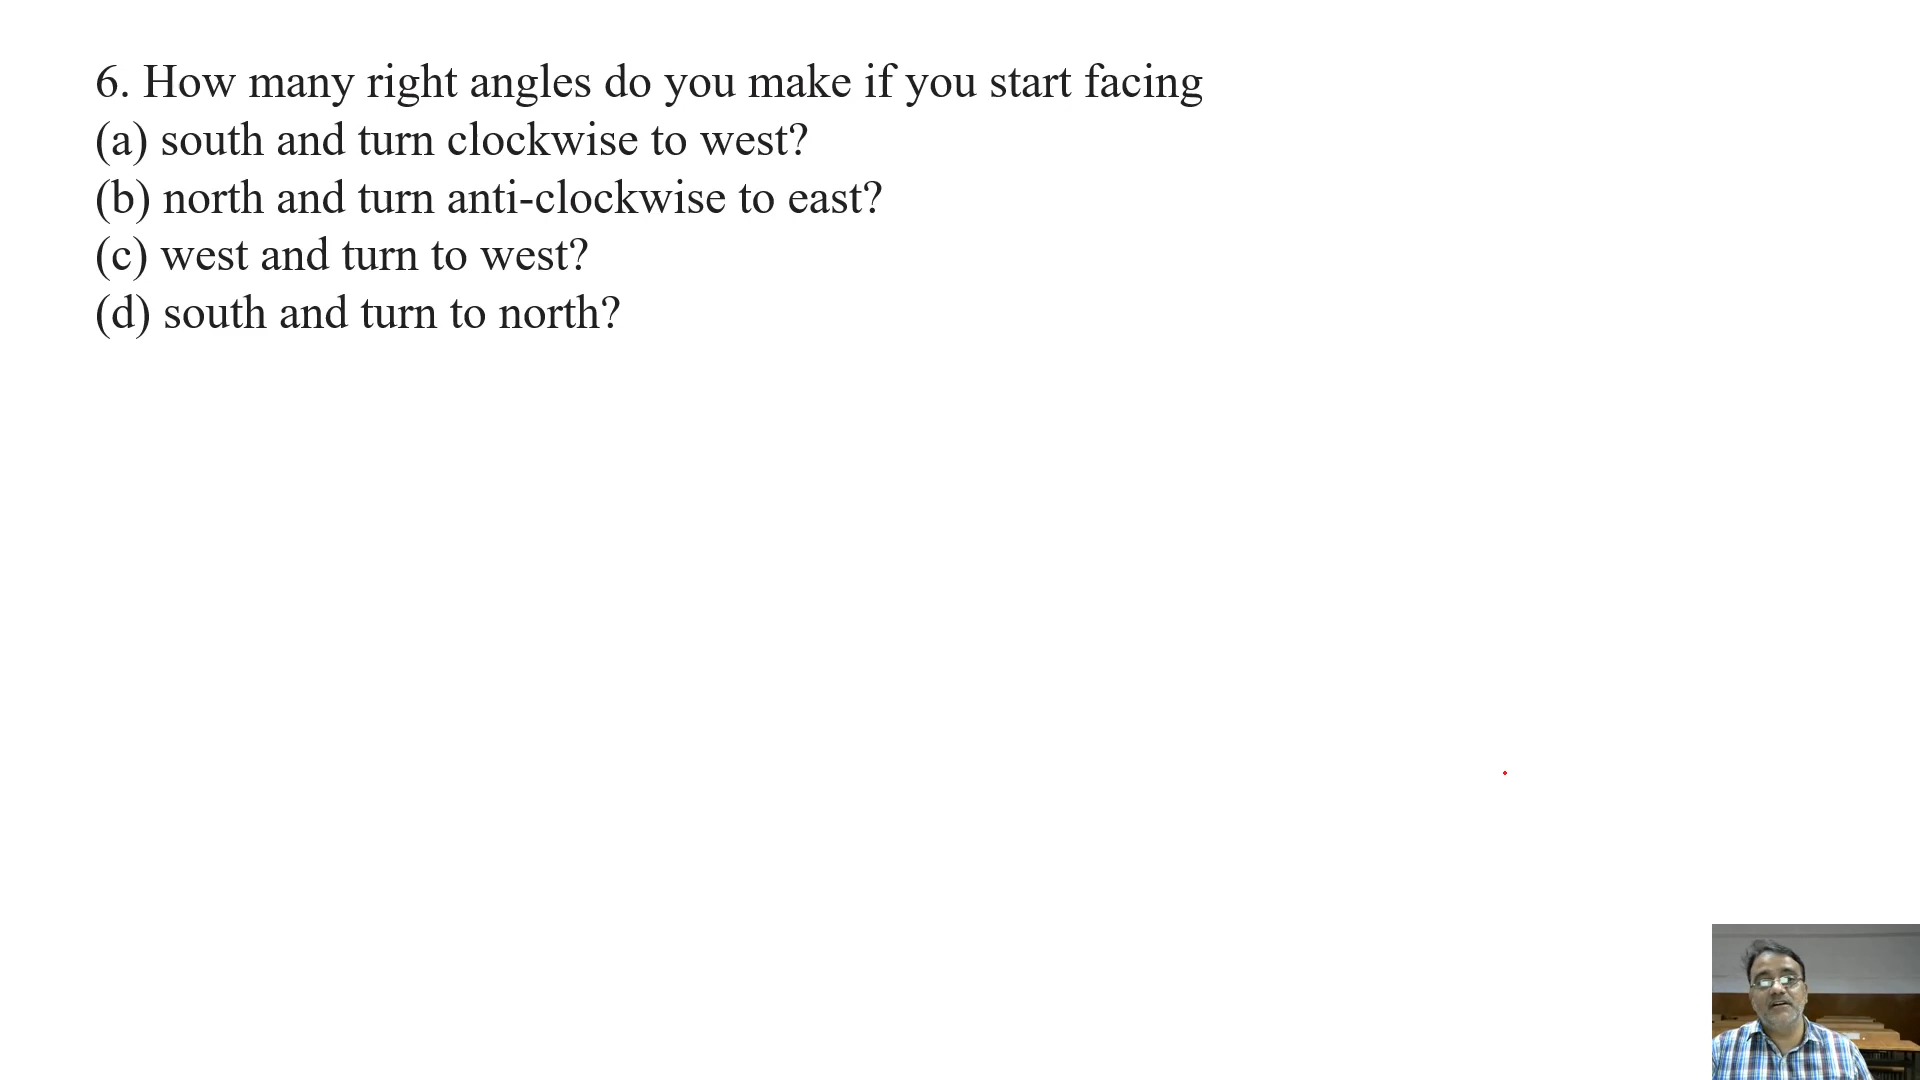 6. How many right angles do you make if you start facing
(a) south and turn clockwise to west?
(b) north and turn anti-clockwise to east?
(c) west and turn to west?
(d) south and turn to north?